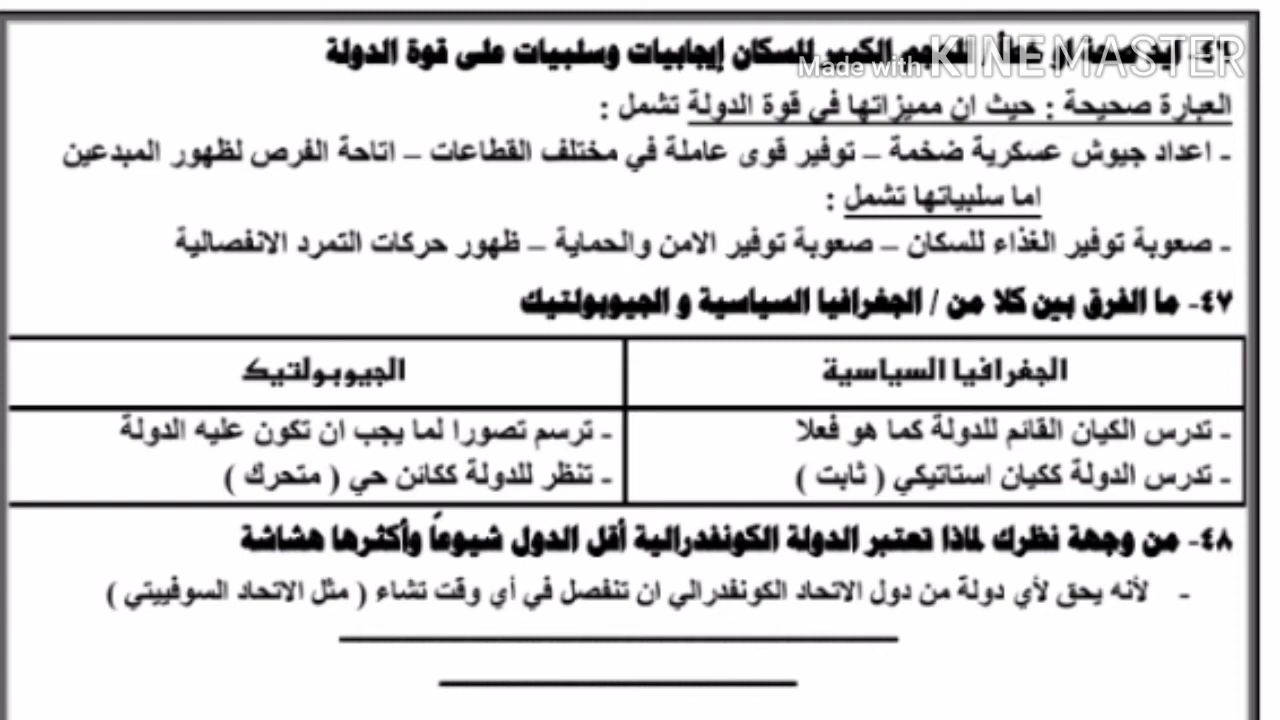 ٤٦- أيد صحة أو خطأ / للحجم الكبير للسكان إيجابيات وسلبيات على قوة الدولة
Made with KINEMASTER
العبارة صحيحة : حيث ان مميزاتها في قوة الدولة تشمل :
- اعداد جيوش عسكرية ضخمة – توفير قوى عاملة في مختلف القطاعات – اتاحة الفرص لظهور المبدعين
اما سلبياتها تشمل :
- صعوبة توفير الغذاء للسكان – صعوبة توفير الامن والحماية – ظهور حركات التمرد الانفصالية
٤٧- ما الفرق بين كلا من / الجغرافيا السياسية و الجيوبولتيك
الجغرافيا السياسية
الجيوبولتيك
- تدرس الكيان القائم للدولة كما هو فعلا
- ترسم تصورا لما يجب ان تكون عليه الدولة
- تدرس الدولة ككيان استاتيكي ( ثابت )
- تنظر للدولة ككائن حي ( متحرك )
٤٨- من وجهة نظرك لماذا تعتبر الدولة الكونفدرالية أقل الدول شيوعاً وأكثرها هشاشة
- لأنه يحق لأي دولة من دول الاتحاد الكونفدرالي ان تنفصل في أي وقت تشاء ( مثل الاتحاد السوفييتي )